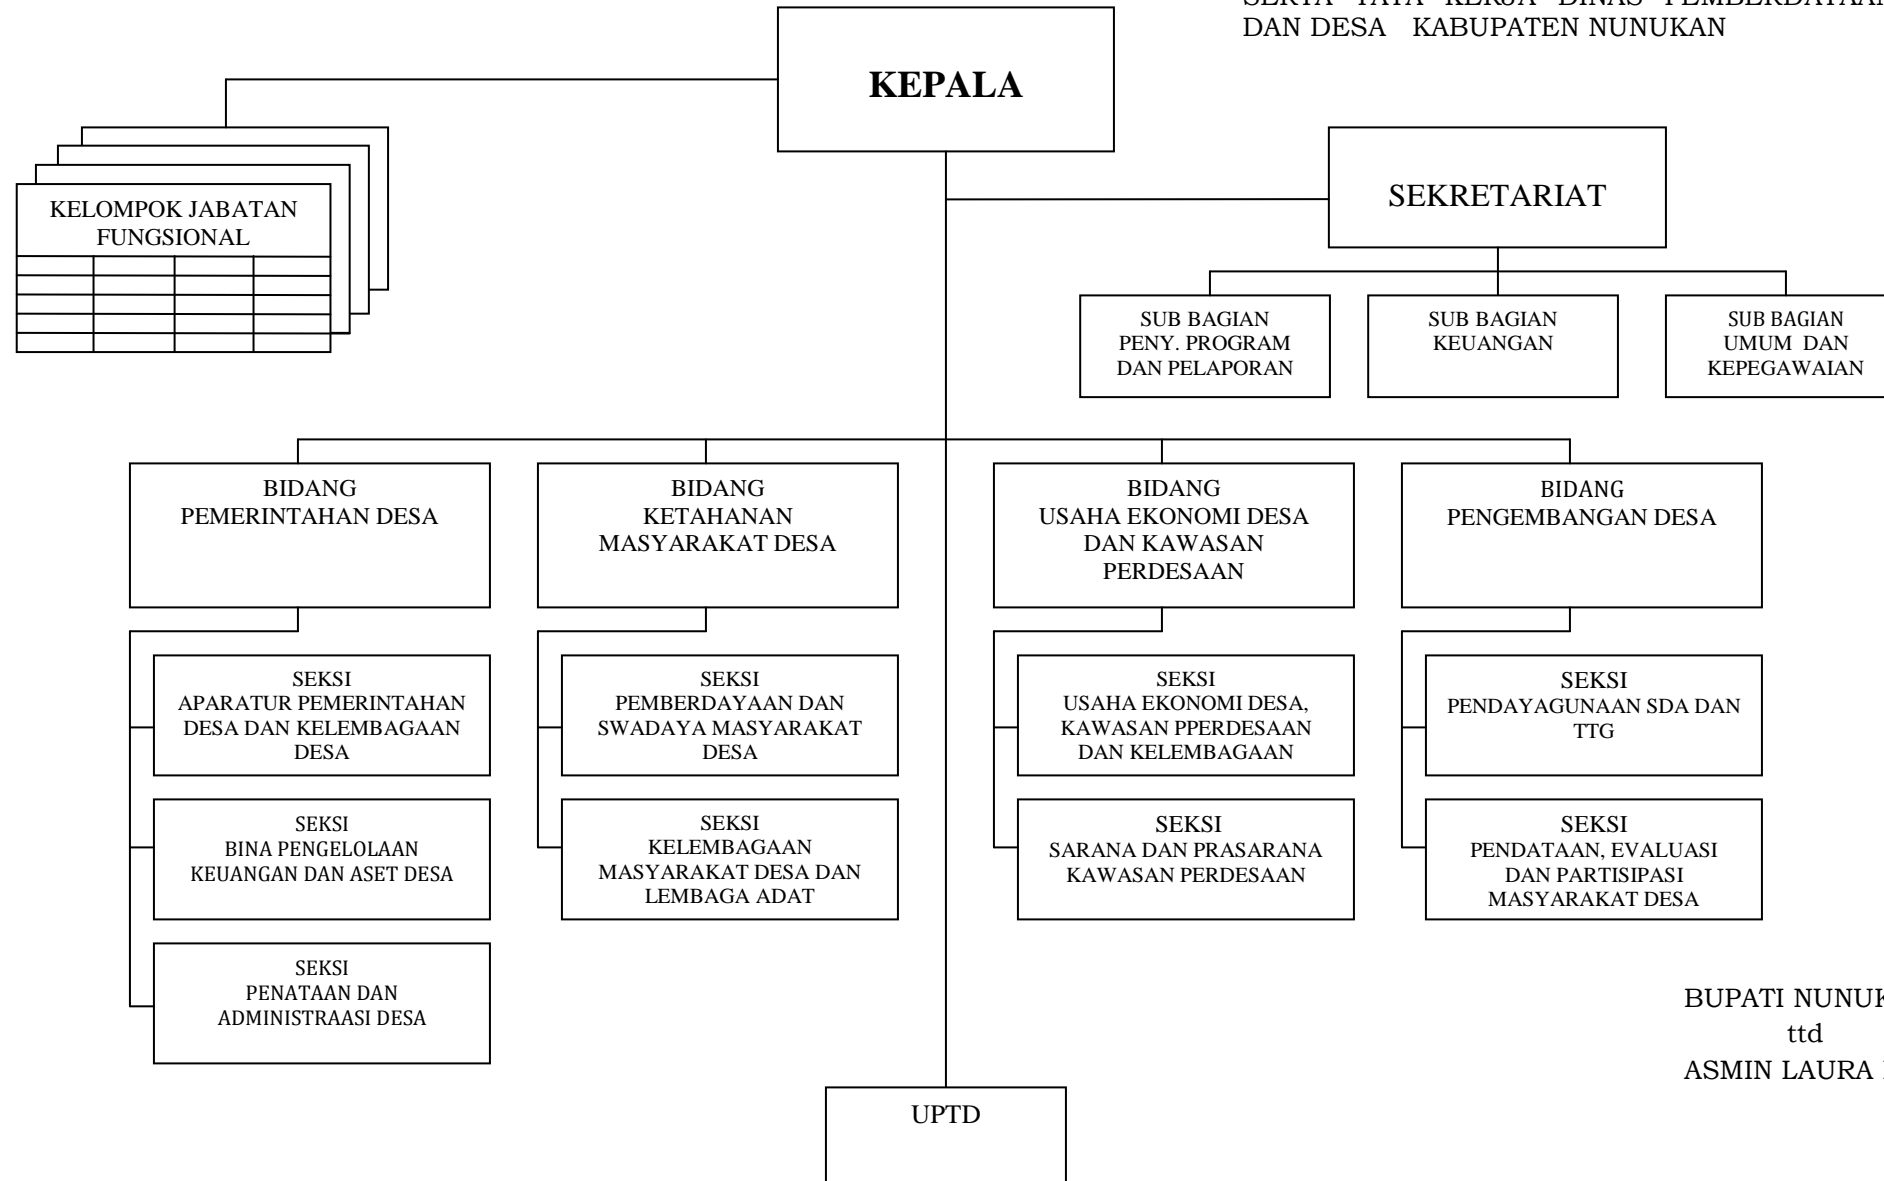 SERTA TATA KERJA DINAS PEMBERDAYAAN
DAN DESA KABUPATEN NUNUKAN
KEPALA
SEKRETARIAT
KELOMPOK JABATAN
FUNGSIONAL
SUB BAGIAN
PENY. PROGRAM
DAN PELAPORAN
SUB BAGIAN
KEUANGAN
SUB BAGIAN
UMUM DAN
KEPEGAWAIAN
BIDANG
PEMERINTAHAN DESA
BIDANG
KETAHANAN
MASYARAKAT DESA
BIDANG
USAHA EKONOMI DESA
DAN KAWASAN
PERDESAAN
BIDANG
PENGEMBANGAN DESA
SEKSI
APARATUR PEMERINTAHAN
DESA DAN KELEMBAGAAN
DESA
SEKSI
PEMBERDAYAAN DAN
SWADAYA MASYARAKAT
DESA
SEKSI
USAHA EKONOMI DESA,
KAWASAN PPERDESAAN
DAN KELEMBAGAAN
SEKSI
PENDAYAGUNAAN SDA DAN
TTG
SEKSI
BINA PENGELOLAAN
KEUANGAN DAN ASET DESA
SEKSI
KELEMBAGAAN
MASYARAKAT DESA DAN
LEMBAGA ADAT
SEKSI
SARANA DAN PRASARANA
KAWASAN PERDESAAN
SEKSI
PENDATAAN, EVALUASI
DAN PARTISIPASI
MASYARAKAT DESA
SEKSI
PENATAAN DAN
ADMINISTRAASI DESA
BUPATI
ttd
ASMIN LAURA
UPTD